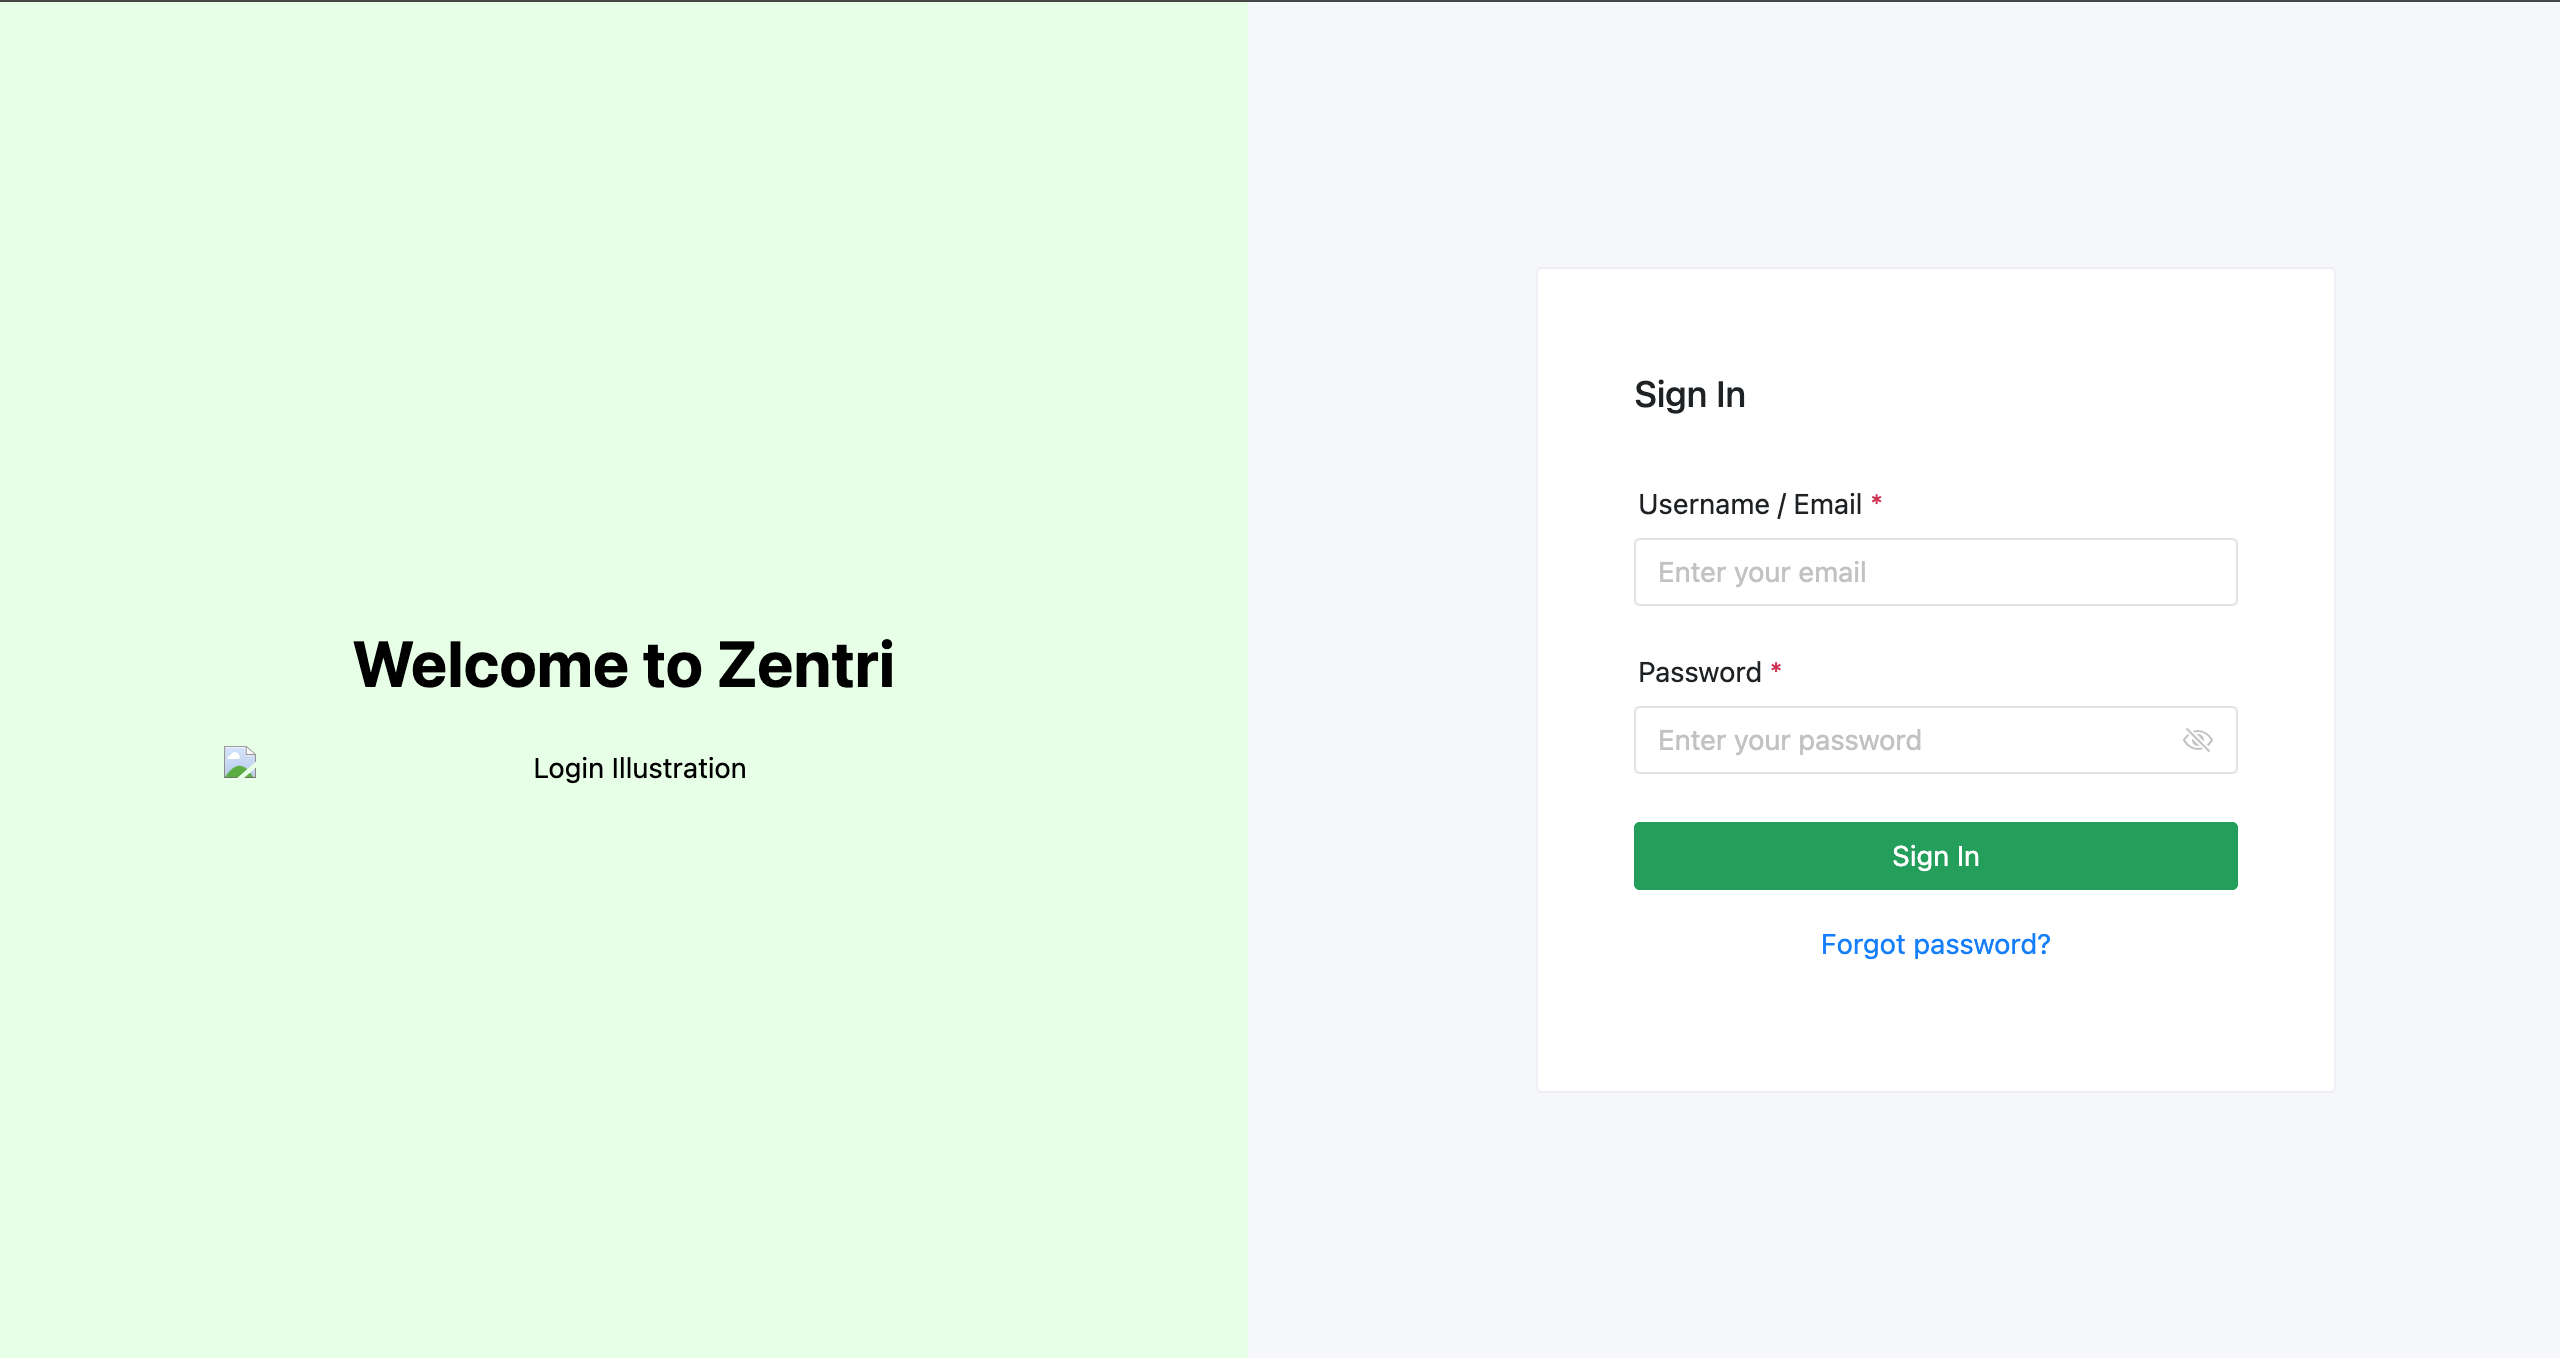 Welcome to Zentri
Login Illustration
Sign In
Username / Email *
Enter your email
Password *
Enter your password
Sign In
Forgot password?